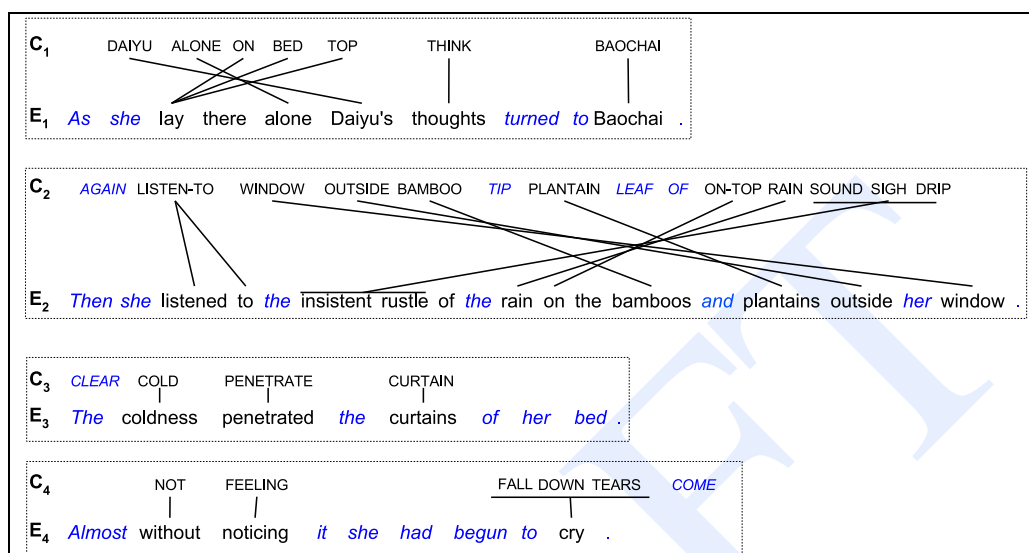 C1 DAIYU ALONE ON BED TOP THINK BAOCHAI
E1 As she lay there alone Daiyu's thoughts turned to Baochai .
C2 AGAIN LISTEN-TO WINDOW OUTSIDE BAMBOO TIP PLANTAIN LEAF OF ON-TOP RAIN SOUND SIGH DRIP
E2 Then she listened to the insistent rustle of the rain on the bamboos and plantains outside her window .
C3 CLEAR COLD PENETRATE CURTAIN
E3 The coldness penetrated the curtains of her bed .
C4 NOT FEELING FALL DOWN TEARS COME
E4 Almost without noticing it she had begun to cry .
FT